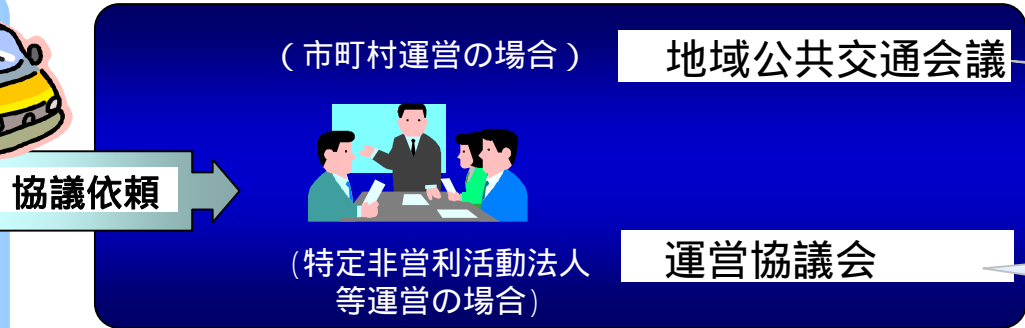 （市町村運営の場合）
地域公共交通会議
協議依頼
(特定非営利活動法人
等運営の場合)
運営協議会